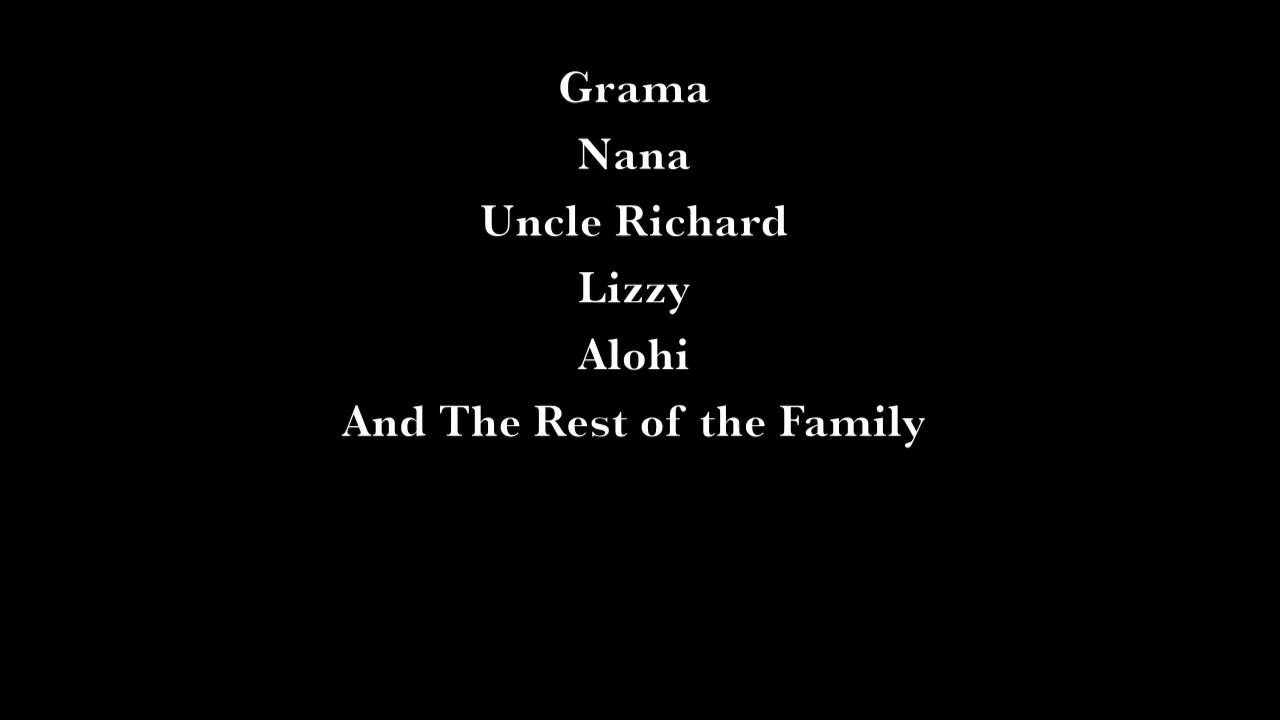 Grama
Nana
Uncle Richard
Lizzy
Alohi
And The Rest of the Family